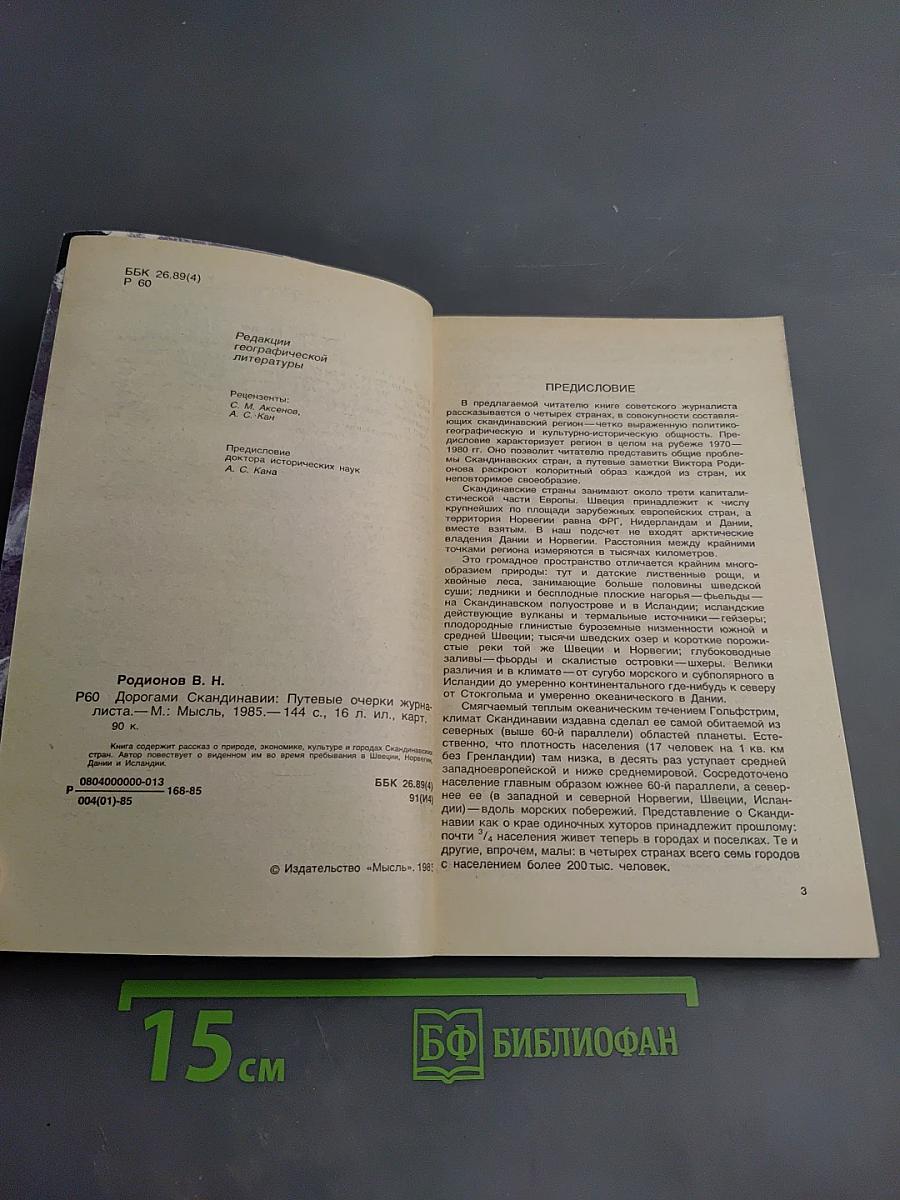 ББК 26.89(4)
Р 60
Редакции
географической
литературы
Рецензенты:
С. М. Аксенов,
А. С. Кан
Предисловие
доктора исторических наук
А. С. Кана
Родионов В. Н.
Р60 Дорогами Скандинавии: Путевые очерки журна-
листа.— М.: Мысль, 1985.— 144 с., 16 л. ил., карт.
90 к.
Книга содержит рассказ о природе, экономике, культуре и городах Скандинавских
стран. Автор повествует о виденном им во время пребывания в Швеции, Норвегии,
Дании и Исландии.
0804000000-013
Р 168-85
004(01)-85
ББК 26.89(4)
91(И4)
© Издательство «Мысль». 1985
ПРЕДИСЛОВИЕ
В предлагаемой читателю книге советского журналиста
рассказывается о четырех странах, в совокупности составля-
ющих скандинавский регион — четко выраженную политико-
географическую и культурно-историческую общность. Пре-
дисловие характеризует регион в целом на рубеже 1970—
1980 гг. Оно позволит читателю представить общие пробле-
мы Скандинавских стран, а путевые заметки Виктора Роди-
онова раскроют колоритный образ каждой из стран, их
неповторимое своеобразие.
Скандинавские страны занимают около трети капитали-
стической части Европы. Швеция принадлежит к числу
крупнейших по площади зарубежных европейских стран, а
территория Норвегии равна ФРГ, Нидерландам и Дании,
вместе взятым. В наш подсчет не входят арктические
владения Дании и Норвегии. Расстояния между крайними
точками региона измеряются в тысячах километров.
Это громадное пространство отличается крайним много-
образием природы: тут и датские лиственные рощи, и
хвойные леса, занимающие больше половины шведской
суши; ледники и бесплодные плоские нагорья — фьельды —
на Скандинавском полуострове и в Исландии; исландские
действующие вулканы и термальные источники — гейзеры;
плодородные глинистые буроземные низменности южной и
средней Швеции; тысячи шведских озер и короткие порожи-
стые реки той же Швеции и Норвегии; глубоководные
заливы — фьорды и скалистые островки — шхеры. Велики
различия и в климате — от сугубо морского и субполярного в
Исландии до умеренно континентального где-нибудь к северу
от Стокгольма и умеренно океанического в Дании.
Смягчаемый теплым океаническим течением Гольфстрим,
климат Скандинавии издавна сделал ее самой обитаемой из
северных (выше 60-й параллели) областей планеты. Есте-
ственно, что плотность населения (17 человек на 1 кв. км
без Гренландии) там низка, в десять раз уступает средней
западноевропейской и ниже среднемировой. Сосредоточено
население главным образом южнее 60-й параллели, а север-
нее ее (в западной и северной Норвегии, Швеции, Ислан-
дии) — вдоль морских побережий. Представление о Сканди-
навии как о крае одиночных хуторов принадлежит прошлому:
почти 3/4 населения живет теперь в городах и поселках. Те и
другие, впрочем, малы: в четырех странах всего семь городов
с населением более 200 тыс. человек.
3
15 см
БФ БИБЛИОФАН